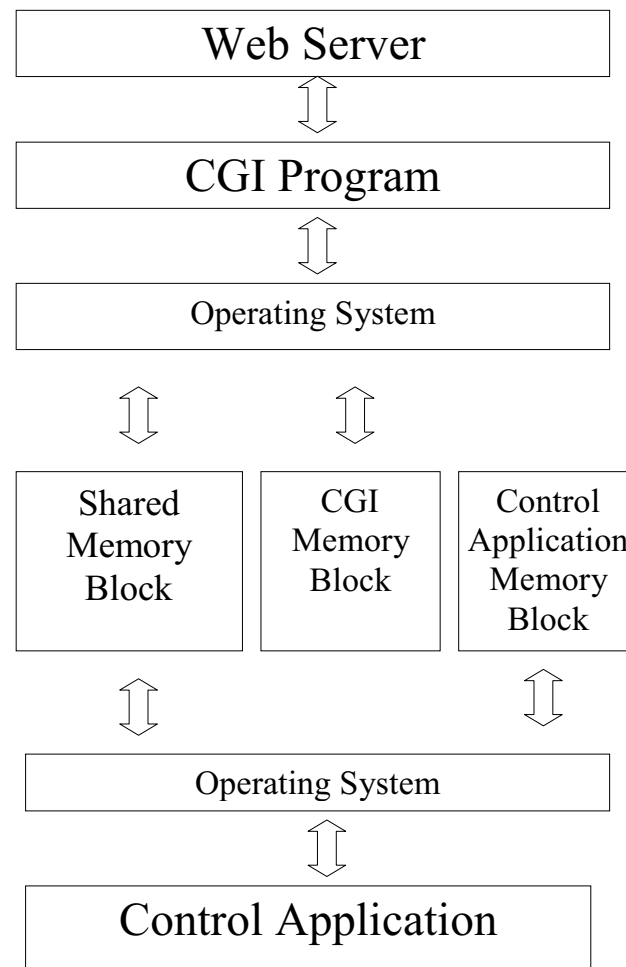 Web Server
CGI Program
Operating System
Shared
Memory
Block
CGI
Memory
Block
Control
Application
Memory
Block
Operating System
Control Application